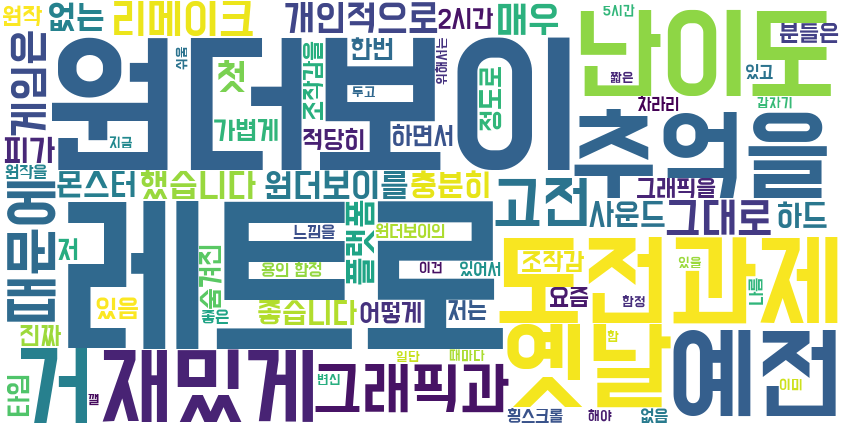 원작 없는 리메이크 개인적으로 2시간 매우 5시간 분들은
게임은 원더보이 쉬움 첫 조작감을 한번 두고 위해서는 정도로 난이도 짧은 있고
지금 가볍게 적당히 하면서 차라리 갑자기
피가 추억을
원작을 몬스터 했습니다 원더보이를 충분히 고전 그래픽을
때문에 저 레트로 플랫폼 사운드 그대로 하드
느낌을 원더보이의
숨겨진 용의 함정 이건 있어서 도전과제 조작감 있을
있음 좋은 좋습니다 어떻게 저는 요즘 함정 나름
진짜 거 재밌게 그래픽과 일단 때마다 옛날 함 예전
타임 깰 변신 이미
횡스크롤 해야 없음